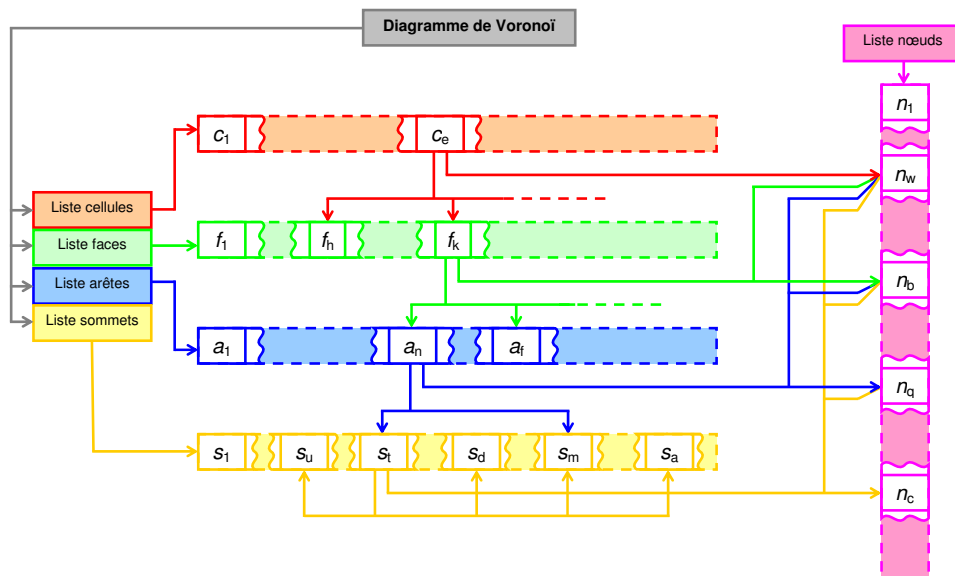 Diagramme de Voronoï
Liste nœuds
n1
c1 ce
nw
Liste cellules
Liste faces
f1 fh fk
Liste arêtes
nb
Liste sommets
a1 an af
nq
s1 su st sd sm sa
nc